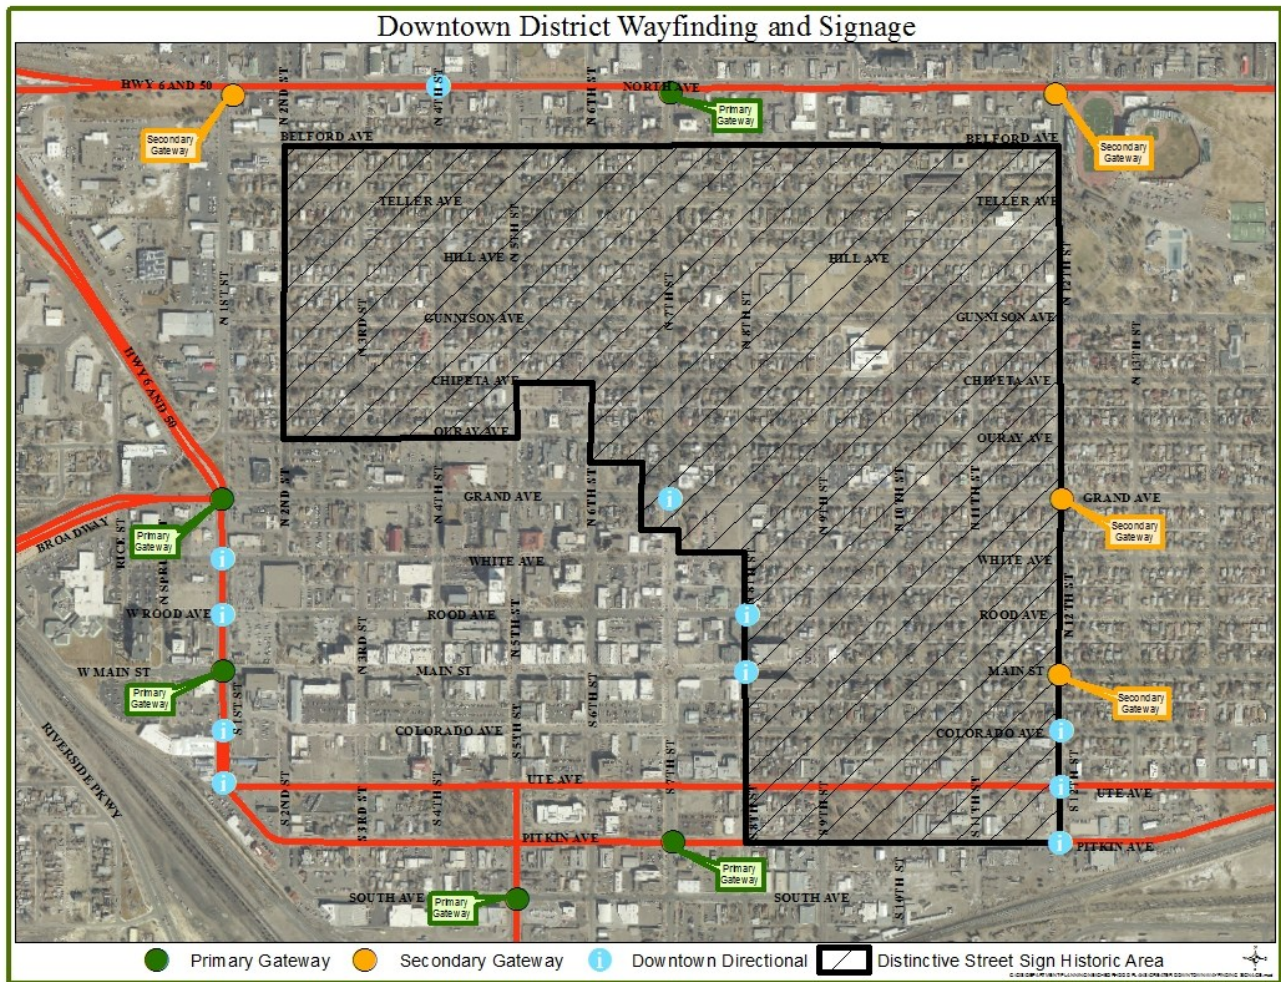 Downtown District Wayfinding and Signage
HWY 6 AND 50
N 2ND ST
N 4TH ST
N 6TH ST
NORTH AVE
Primary
Gateway
Secondary
Gateway
BELFORD AVE
BELFORD AVE
Secondary
Gateway
TELLER AVE
TELLER AVE
N 5TH ST
HILL AVE
HILL AVE
N 12TH ST
N 1ST ST
N 3RD ST
GUNNISON AVE
N 7TH ST
N 8TH ST
GUNNISON AVE
N 13TH ST
HWY 6 AND 50
CHIPETA AVE
CHIPETA AVE
OURAY AVE
OURAY AVE
N 2ND ST
N 4TH ST
GRAND AVE
N 6TH ST
i
N 9TH ST
N 10TH ST
N 11TH ST
GRAND AVE
BROADWAY
RICE ST
Primary
Gateway
Secondary
Gateway
i
WHITE AVE
N 8TH ST
WHITE AVE
W ROOD AVE
i
ROOD AVE
N 5TH ST
i
ROOD AVE
N 12TH ST
W MAIN ST
N 3RD ST
MAIN ST
i
MAIN ST
Primary
Gateway
S 1ST ST
S 6TH ST
Secondary
Gateway
RIVERSIDE PKWY
i
COLORADO AVE
S 5TH ST
COLORADO AVE
i
i
S 2ND ST
S 3RD ST
S 4TH ST
UTE AVE
S 7TH ST
S 8TH ST
S 9TH ST
S 11TH ST
i
S 12TH ST
UTE AVE
PITKIN AVE
i
PITKIN AVE
Primary
Gateway
SOUTH AVE
Primary
Gateway
SOUTH AVE
S 10TH ST
Primary Gateway
Secondary Gateway
i
Downtown Directional
Distinctive Street Sign Historic Area